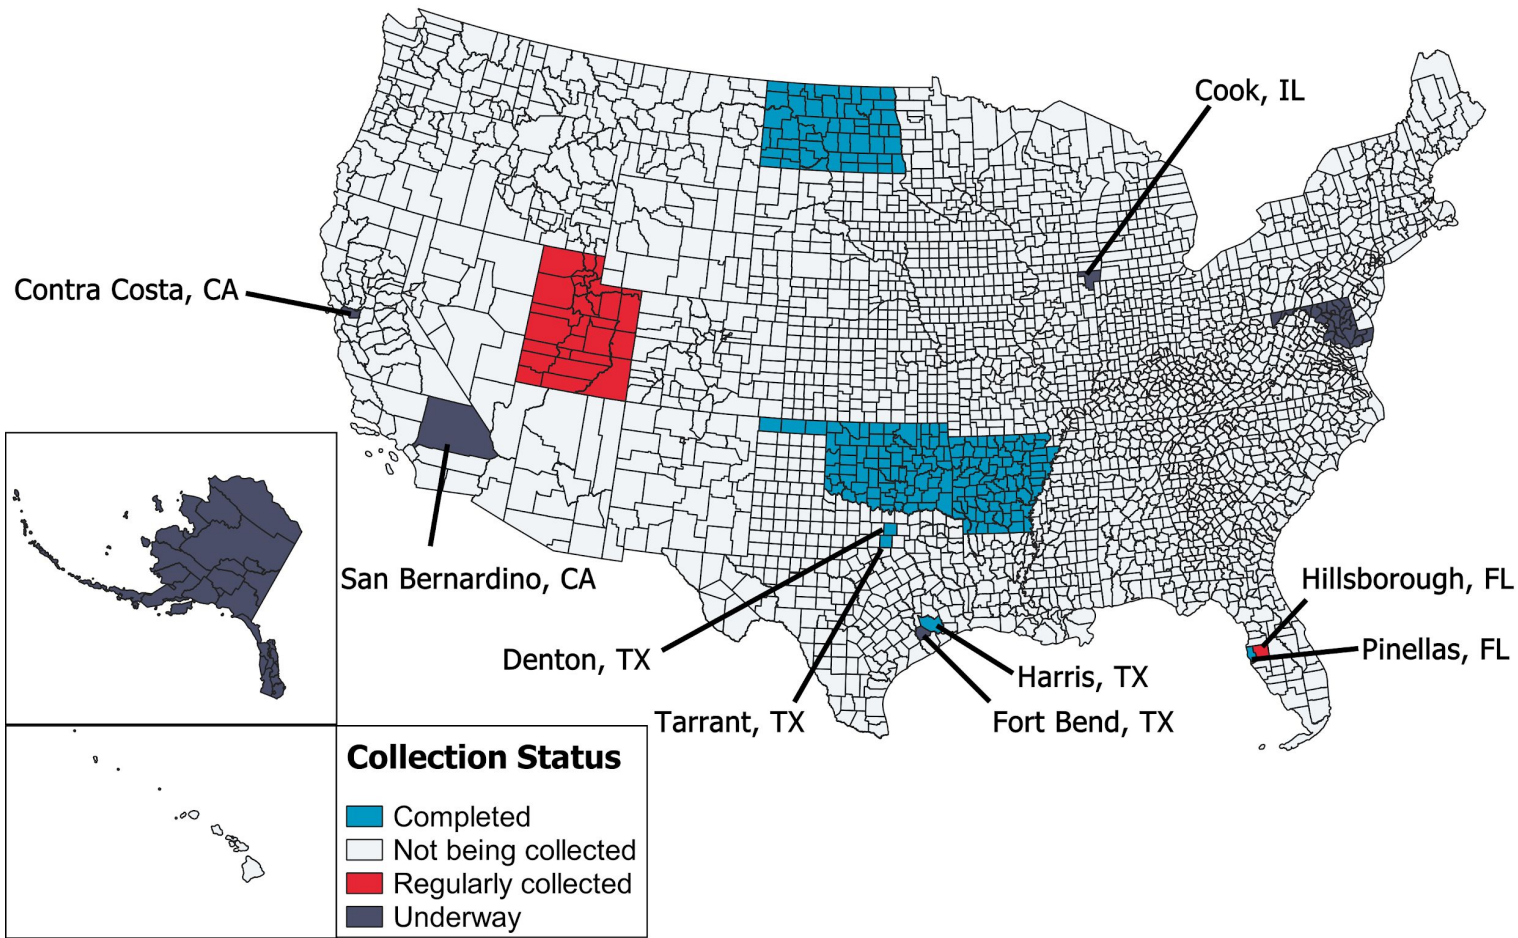 Cook, IL
Contra Costa, CA
San Bernardino, CA
Hillsborough, FL
Denton, TX
Pinellas, FL
Harris, TX
Tarrant, TX
Fort Bend, TX
Collection Status
Completed
Not being collected
Regularly collected
Underway